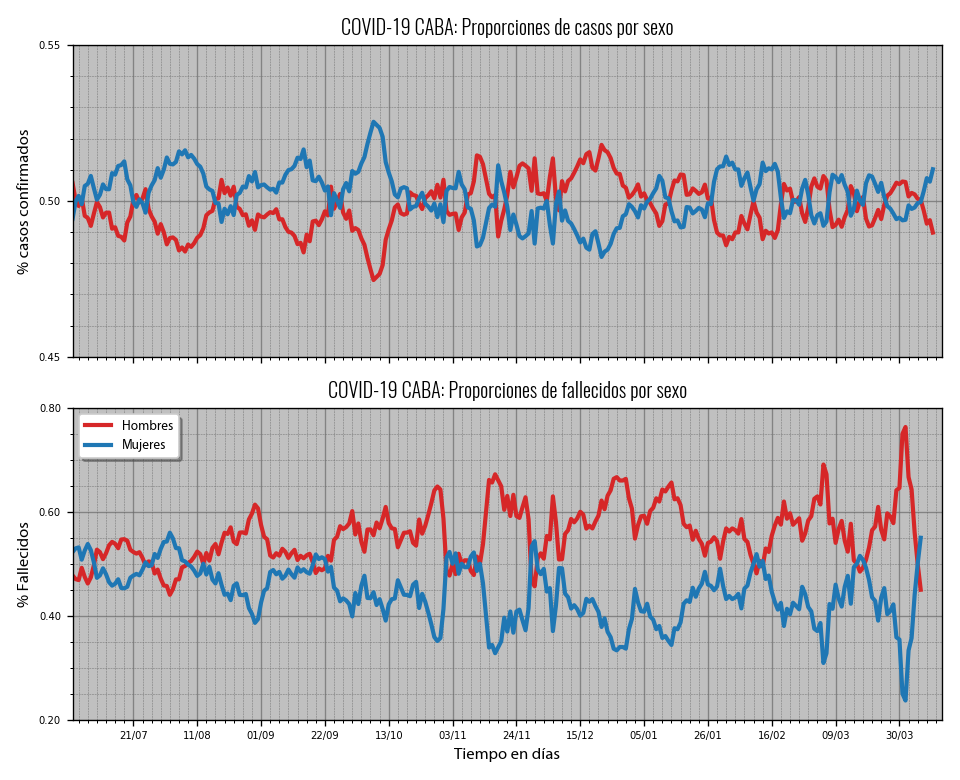 COVID-19 CABA: Proporciones de casos por sexo
% casos confirmados
0.55
0.50
0.45
COVID-19 CABA: Proporciones de fallecidos por sexo
% Fallecidos
0.80
0.60
0.40
0.20
Hombres
Mujeres
21/07 11/08 01/09 22/09 13/10 03/11 24/11 15/12 05/01 26/01 16/02 09/03 30/03
Tiempo en días